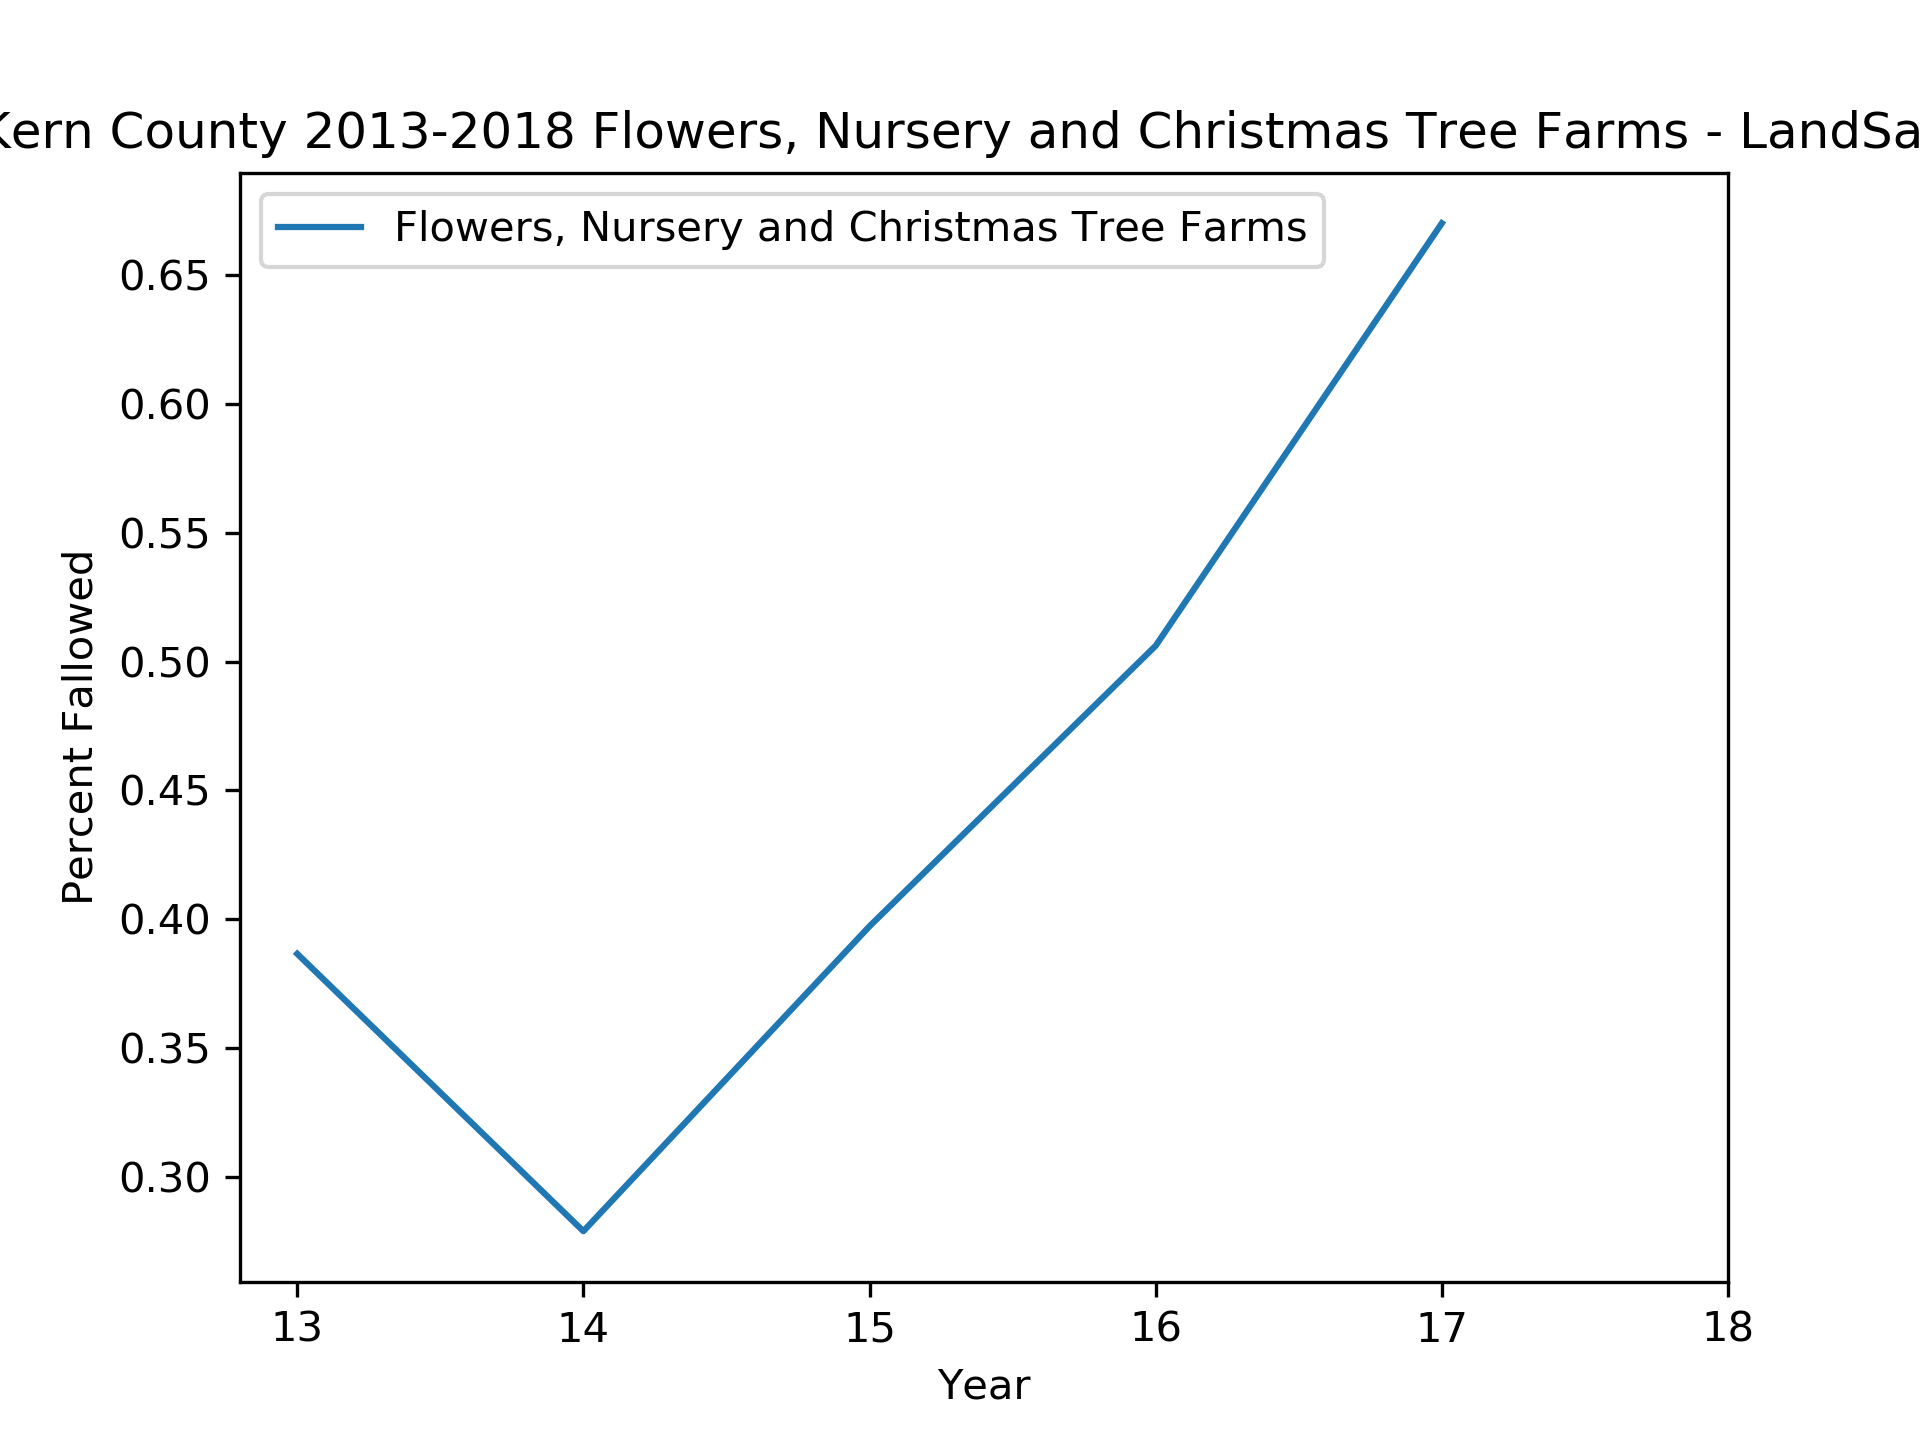 Kern County 2013-2018 Flowers, Nursery and Christmas Tree Farms - LandSa
Flowers, Nursery and Christmas Tree Farms
0.65
0.60
0.55
0.50
0.45
0.40
0.35
0.30
Percent Fallowed
13 14 15 16 17 18
Year